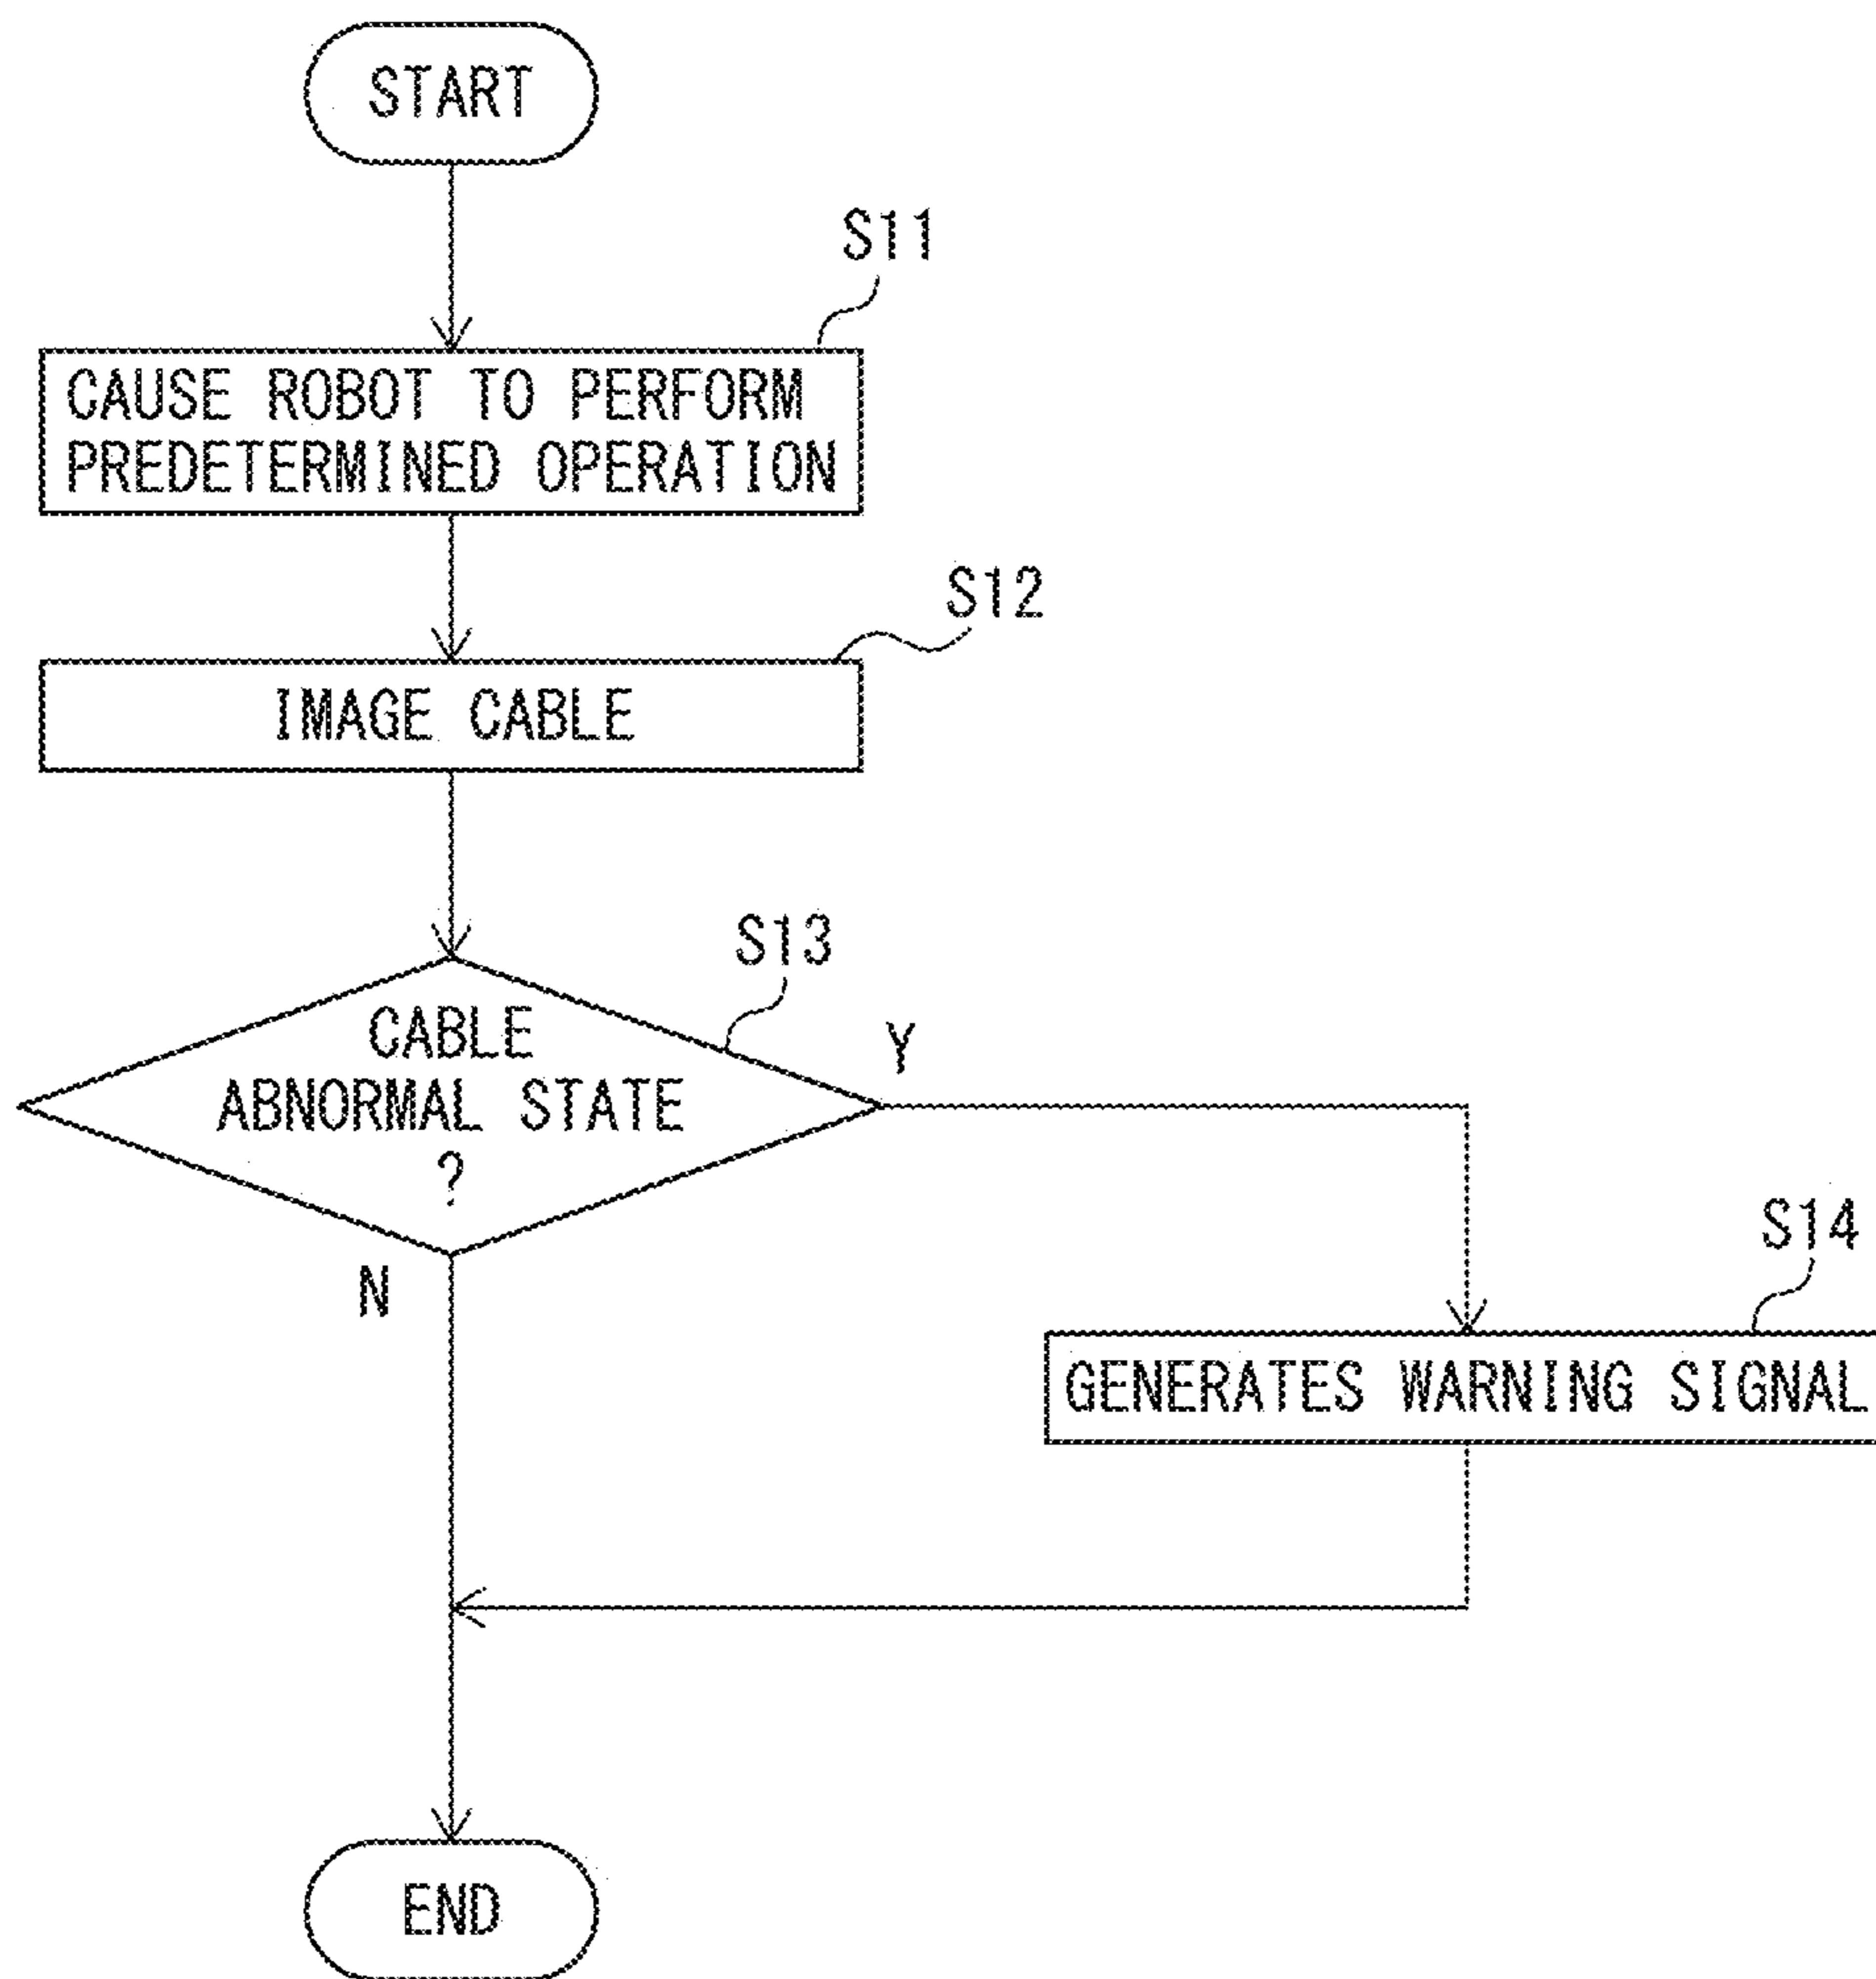 START
S11
CAUSE ROBOT TO PERFORM
PREDETERMINED OPERATION
S12
IMAGE CABLE
S13
CABLE
ABNORMAL STATE
?
Y
N
S14
GENERATES WARNING SIGNAL
END